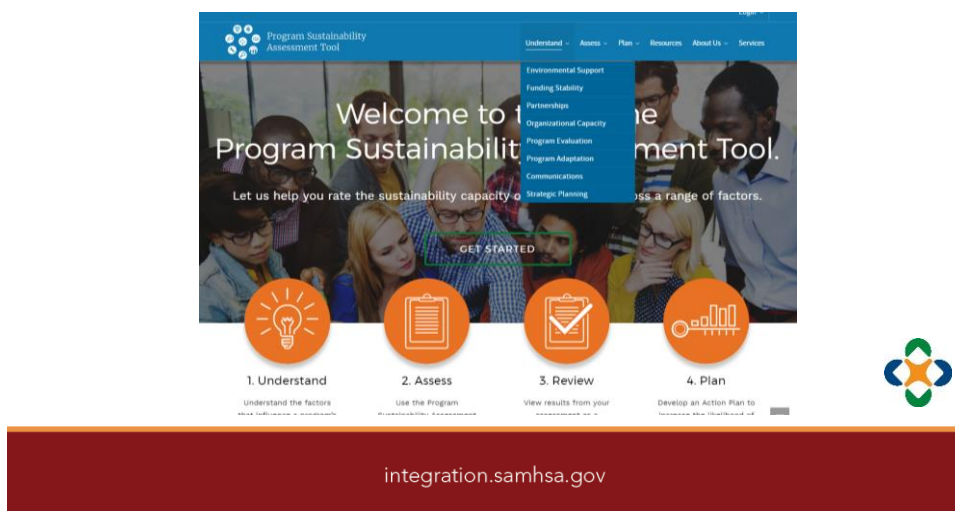 Program Sustainability
Assessment Tool
Understand Assess Plan Resources About Us Services
Environmental Support
Funding Stability
Partnerships
Organizational Capacity
Program Evaluation
Program Adaptation
Communications
Strategic Planning
Welcome to t e
Program Sustainabilit ment Tool.
Let us help you rate the sustainability capacity o ss a range of factors.
GET STARTED
1. Understand
Understand the factors
2. Assess
Use the Program
3. Review
View results from your
4. Plan
Develop an Action Plan to
integration.samhsa.gov